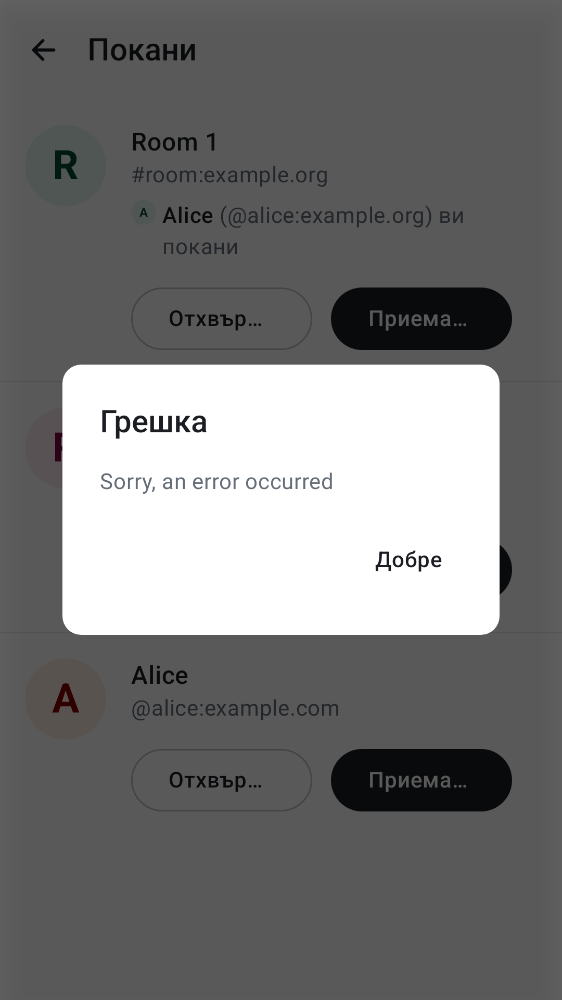 Покани
R
Room 1
#room:example.org
A Alice (@alice:example.org) ви
покани
Отхвър...
Приема...
Грешка
Sorry, an error occurred
Добре
A
Alice
@alice:example.com
Отхвър...
Приема...